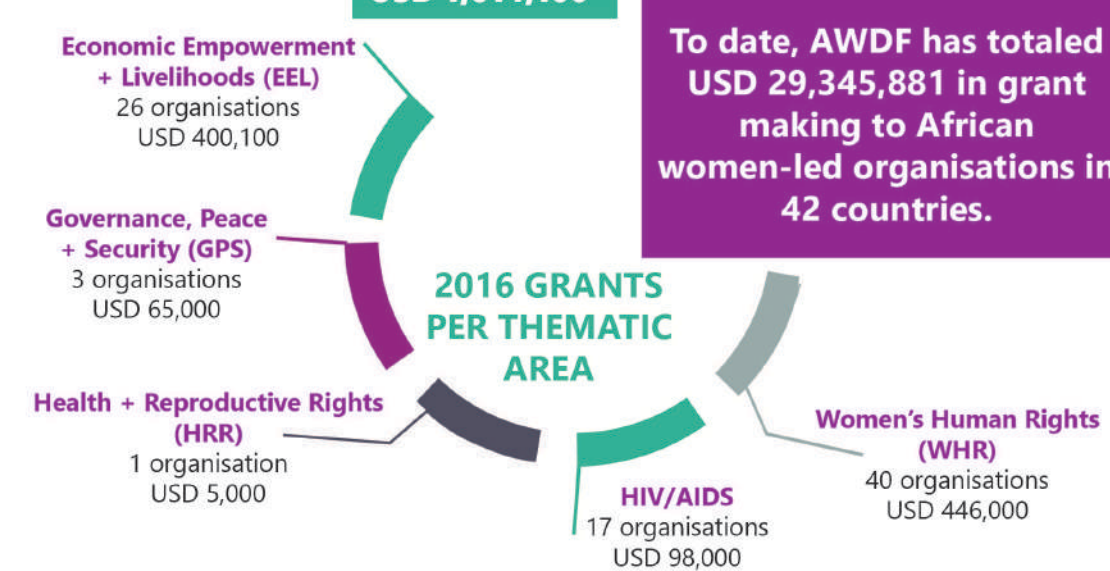 Economic Empowerment
+ Livelihoods (EEL)
26 organisations
USD 400,100
To date, AWDF has totaled
USD 29,345,881 in grant
making to African
women-led organisations in
42 countries.
Governance, Peace
+ Security (GPS)
3 organisations
USD 65,000
2016 GRANTS
PER THEMATIC
AREA
Health + Reproductive Rights
(HRR)
1 organisation
USD 5,000
HIV/AIDS
17 organisations
USD 98,000
Women's Human Rights
(WHR)
40 organisations
USD 446,000